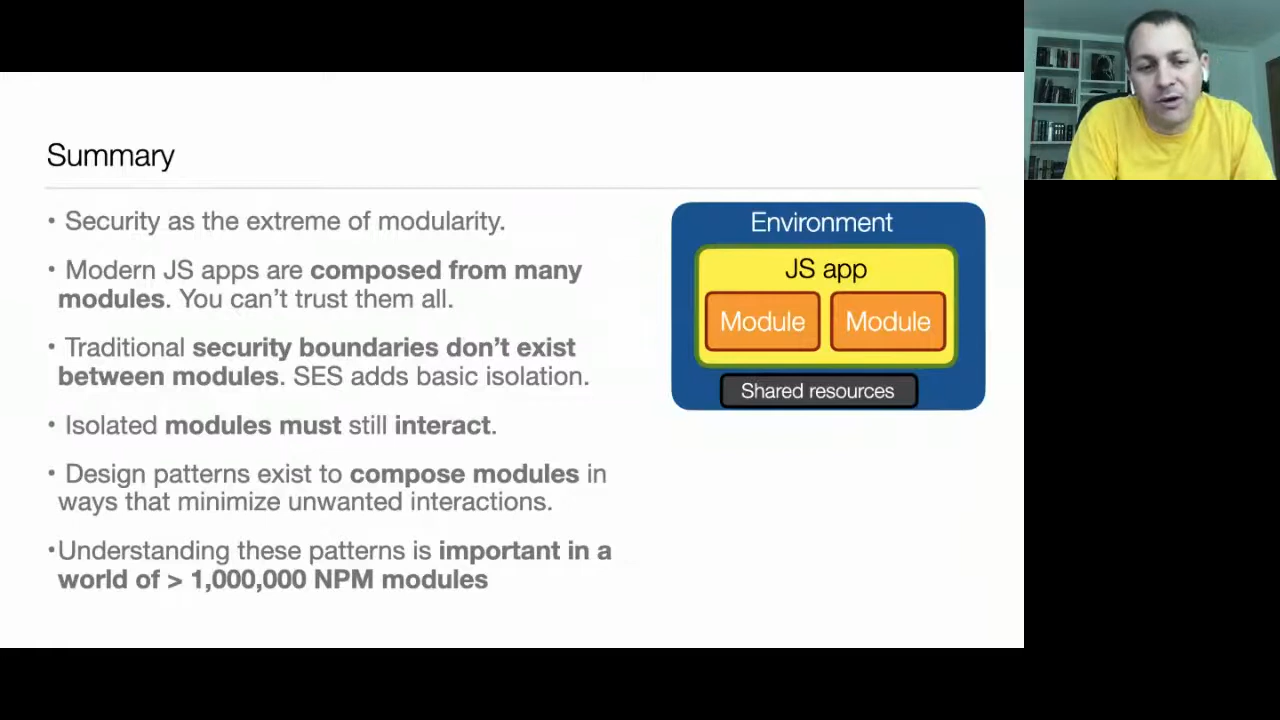 Summary
• Security as the extreme of modularity.
• Modern JS apps are composed from many
modules. You can't trust them all.
• Traditional security boundaries don't exist
between modules. SES adds basic isolation.
• Isolated modules must still interact.
• Design patterns exist to compose modules in
ways that minimize unwanted interactions.
•Understanding these patterns is important in a
world of > 1,000,000 NPM modules
Environment
JS app
Module Module
Shared resources